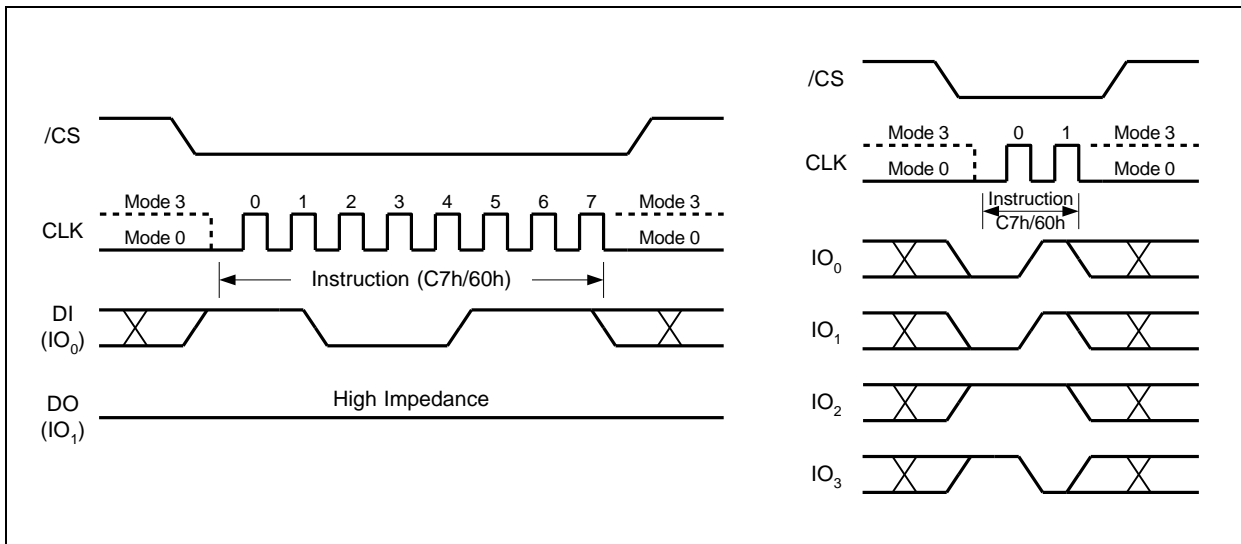 /CS
Mode 3
0 1 2 3 4 5 6 7
Mode 3
CLK
Mode 0
Mode 0
Instruction (C7h/60h)
DI
(IO0)
High Impedance
DO
(IO1)
/CS
Mode 3
0 1
Mode 3
CLK
Mode 0
Mode 0
Instruction
C7h/60h
IO0
IO1
IO2
IO3